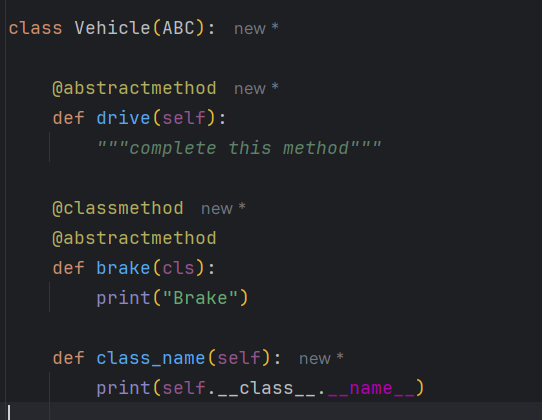 class Vehicle(ABC): new *
@abstractmethod new *
def drive(self):
"""complete this method"""
@classmethod new *
@abstractmethod
def brake(cls):
print("Brake")
def class_name(self): new *
print(self.__class__.__name__)